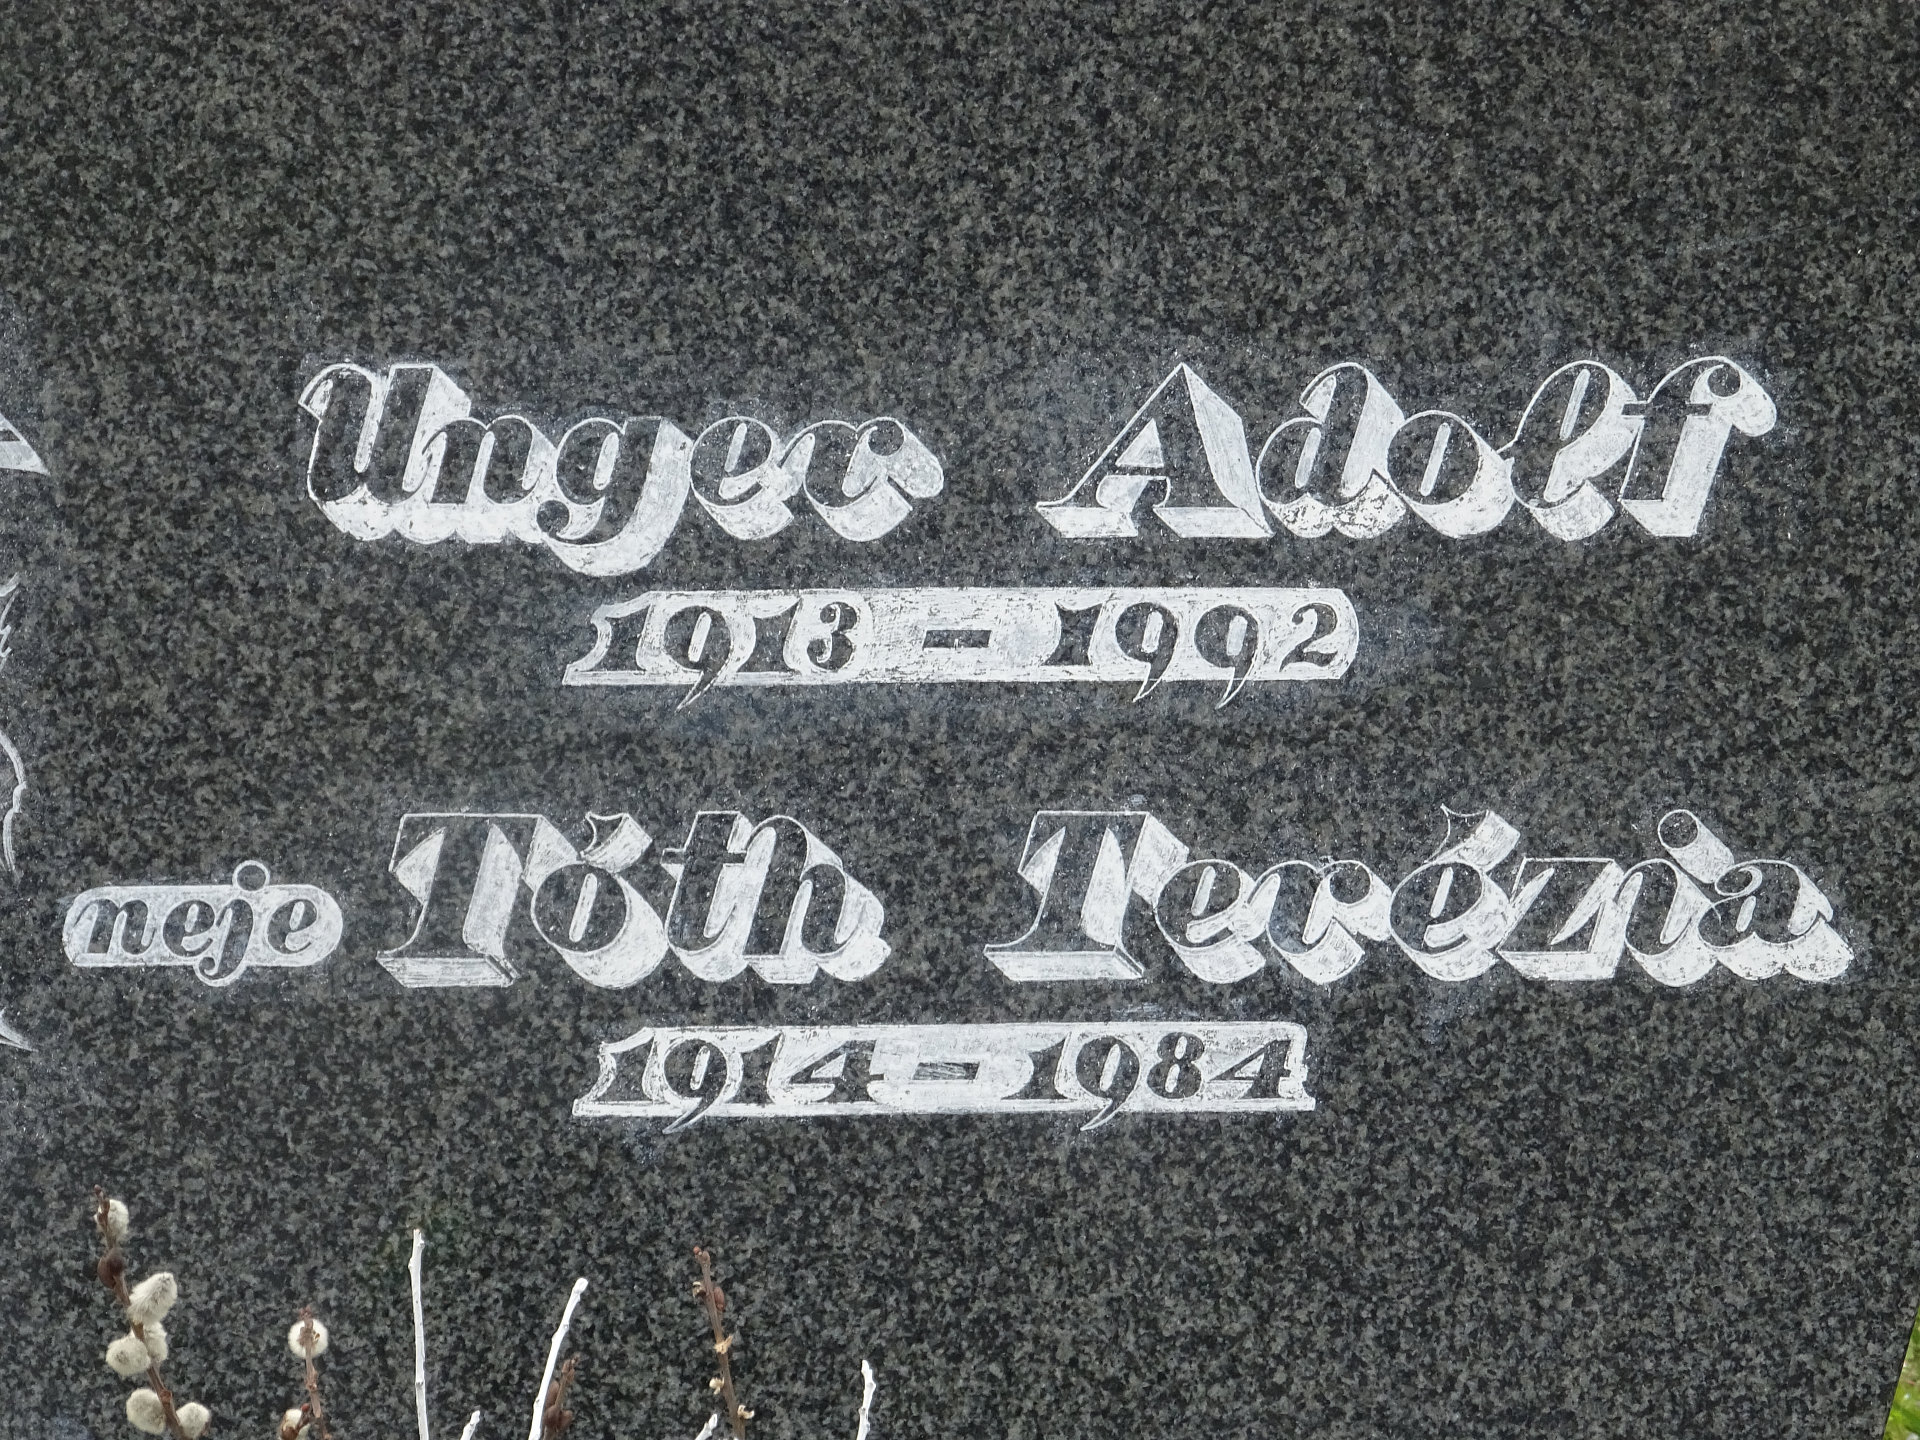 Unger Adolf
1913 - 1992
neje Tóth Terézia
1914 - 1984